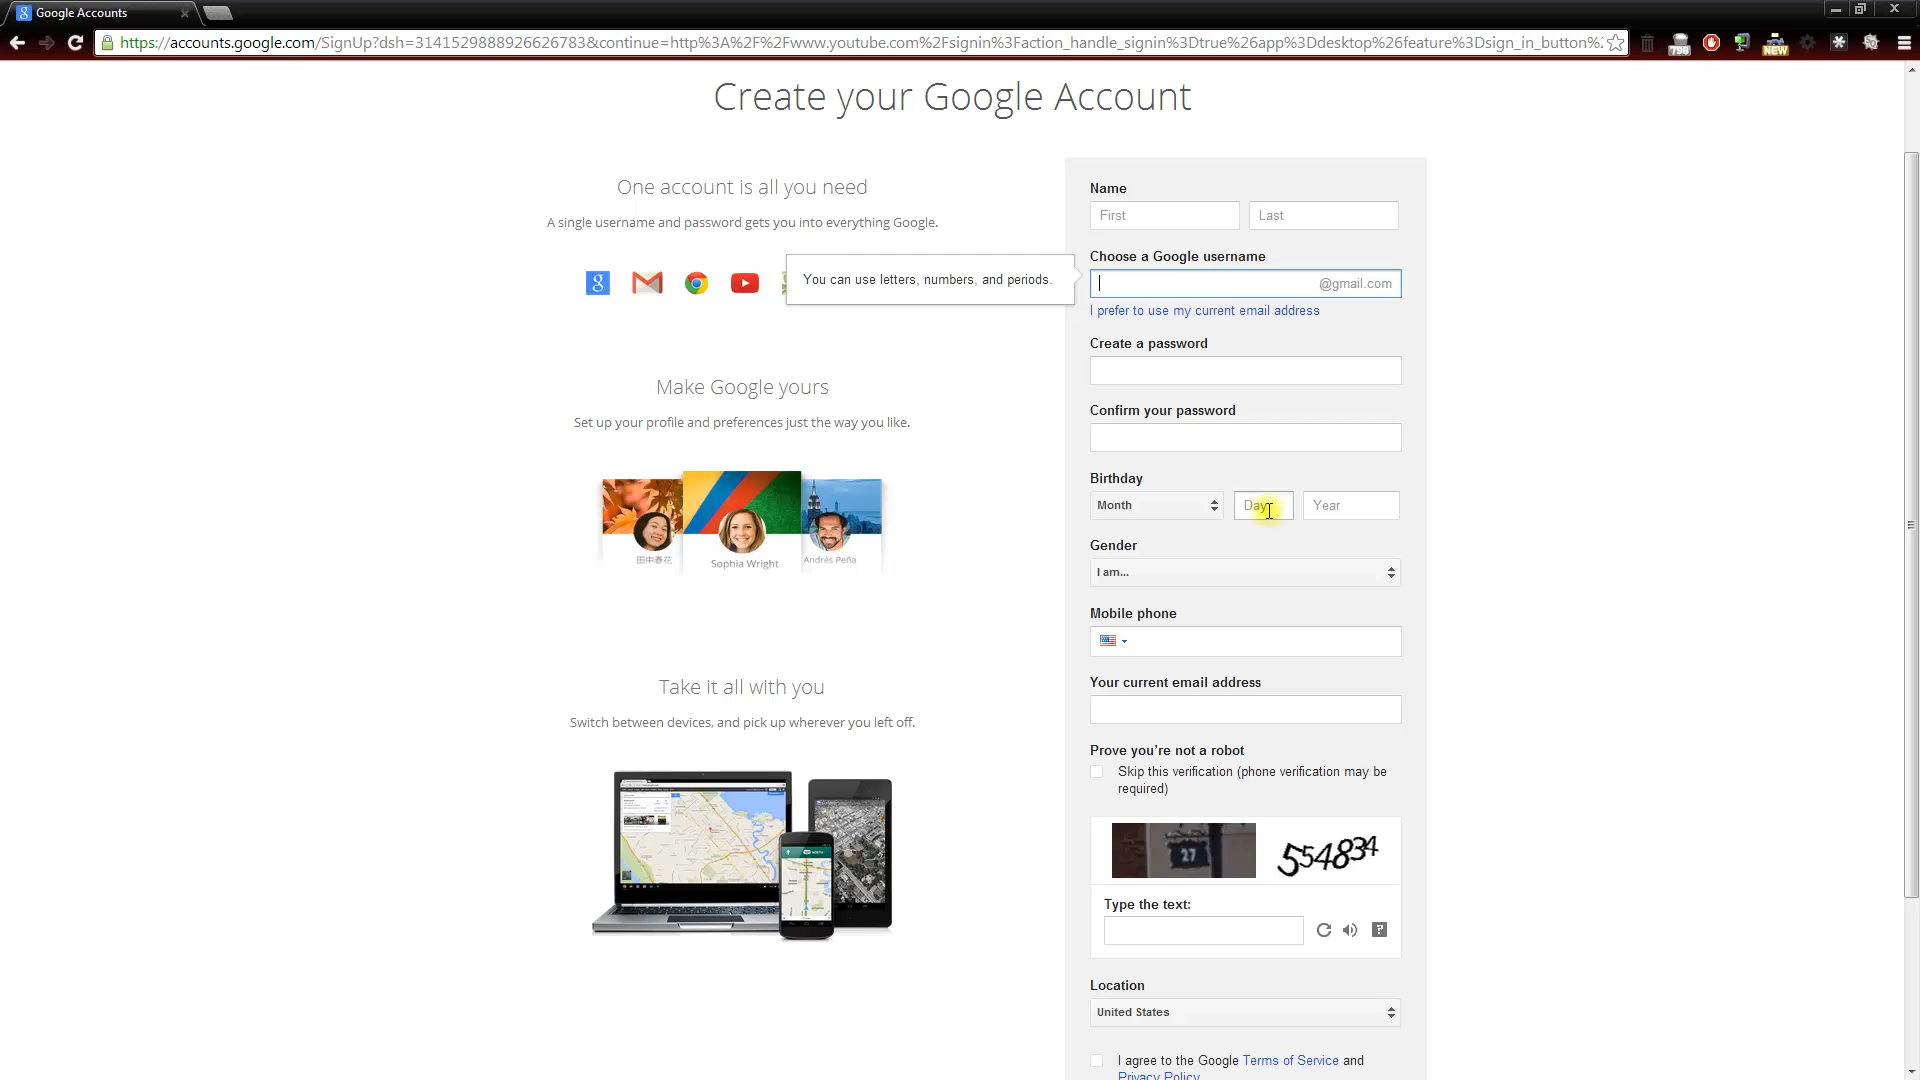 Google Accounts
https://accounts.google.com/SignUp?dsh=3141529888926626783&continue=http%3A%2F%2Fwww.youtube.com%2Fsignin%3Faction_handle_signin%3Dtrue%26app%3Ddesktop%26feature%3Dsign_in_button%
798
NEW
Create your Google Account
One account is all you need
A single username and password gets you into everything Google.
You can use letters, numbers, and periods.
Make Google yours
Set up your profile and preferences just the way you like.
田中春花
Sophia Wright
Andrés Peña
Take it all with you
Switch between devices, and pick up wherever you left off.
Name
First Last
Choose a Google username
@gmail.com
I prefer to use my current email address
Create a password
Confirm your password
Birthday
Month Day Year
Gender
I am...
Mobile phone
Your current email address
Prove you're not a robot
Skip this verification (phone verification may be
required)
27 554834
Type the text:
Location
United States
I agree to the Google Terms of Service and
Privacy Policy